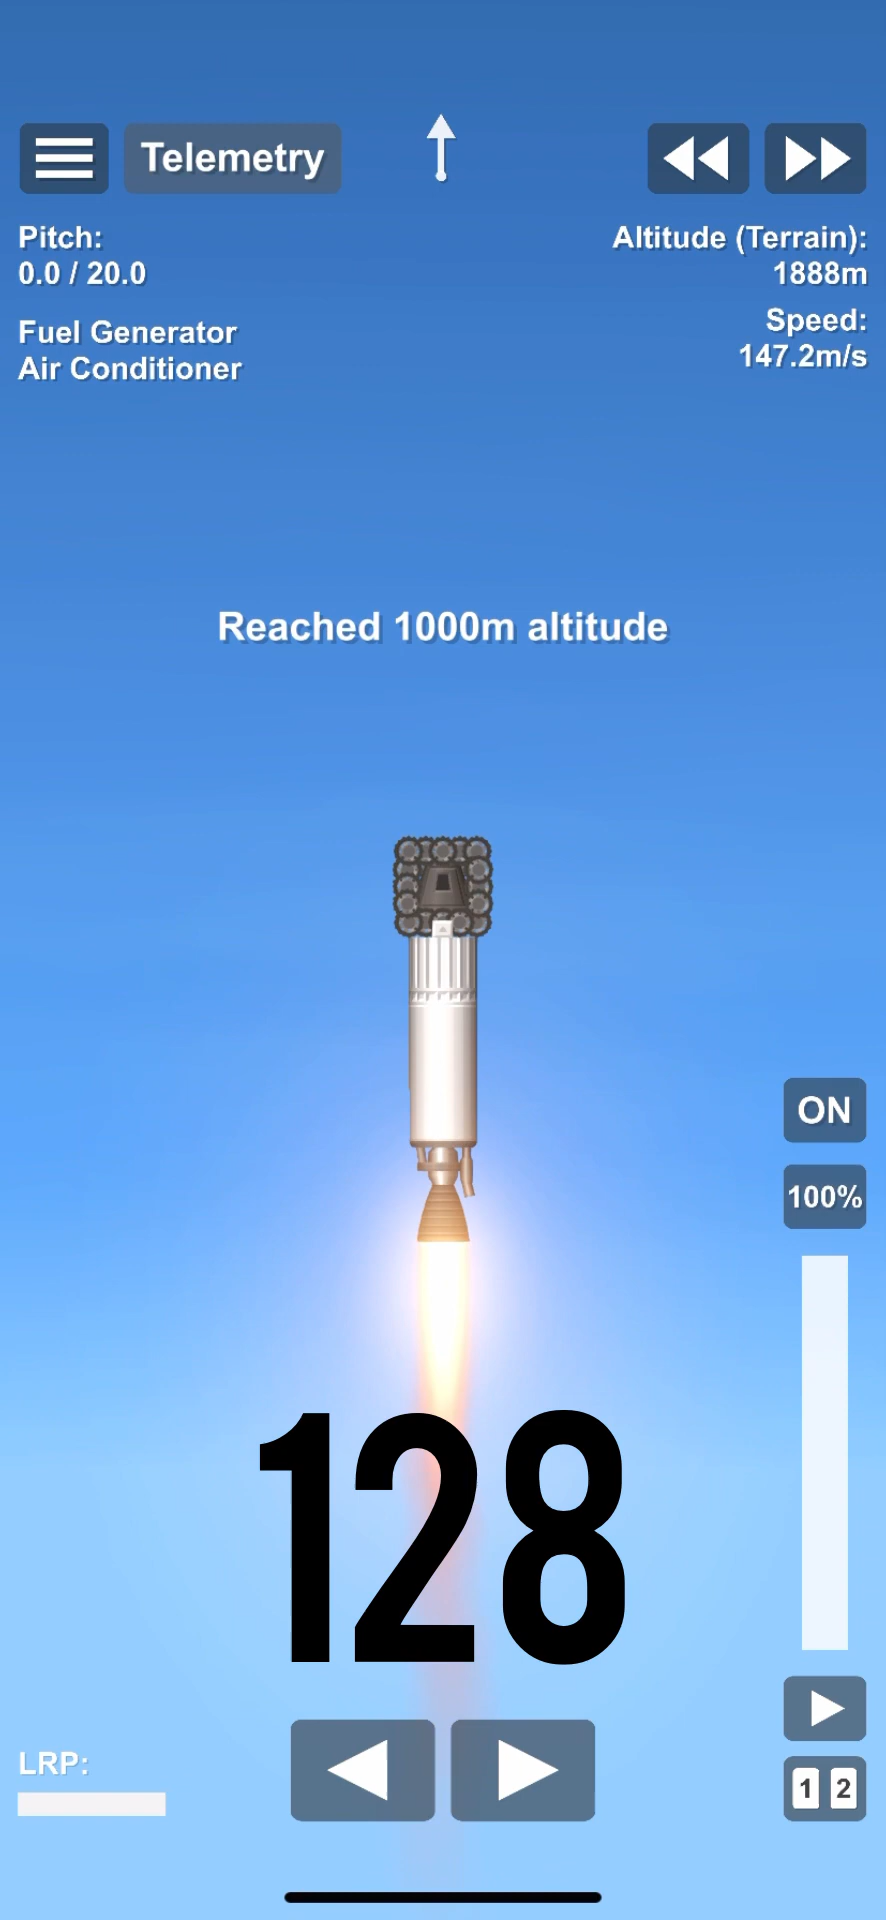 Telemetry
Pitch:
0.0 / 20.0
Fuel Generator
Air Conditioner
Altitude (Terrain):
1888m
Speed:
147.2m/s
Reached 1000m altitude
ON
100%
128
LRP:
1 2